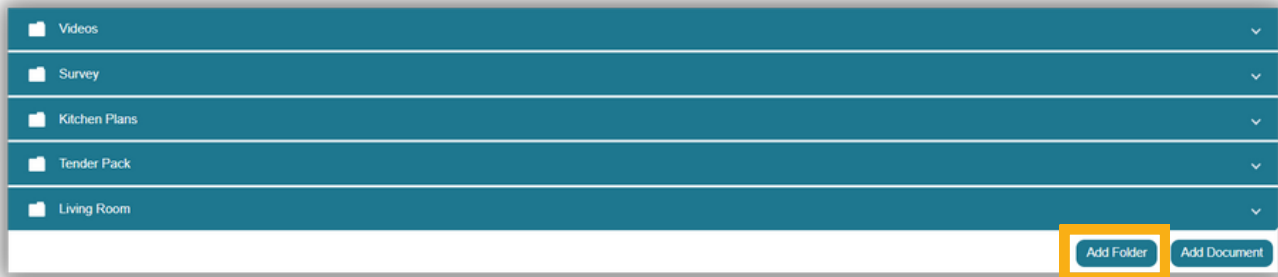 Videos
Survey
Kitchen Plans
Tender Pack
Living Room
Add Folder Add Document